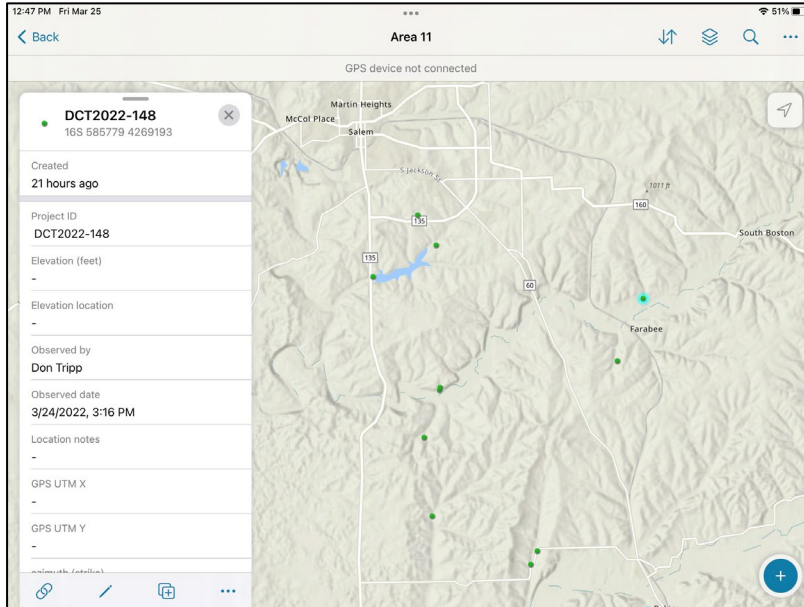 12:47 PM Fri Mar 25
51%
Back
Area 11
GPS device not connected
DCT2022-148
16S 585779 4269193
Created
21 hours ago
Project ID
DCT2022-148
Elevation (feet)
-
Elevation location
-
Observed by
Don Tripp
Observed date
3/24/2022, 3:16 PM
Location notes
-
GPS UTM X
-
GPS UTM Y
-
azimuth (strike)
Martin Heights
McCol Place
Salem
S Jackson St
1011 ft
160
135
South Boston
135
60
Farabee